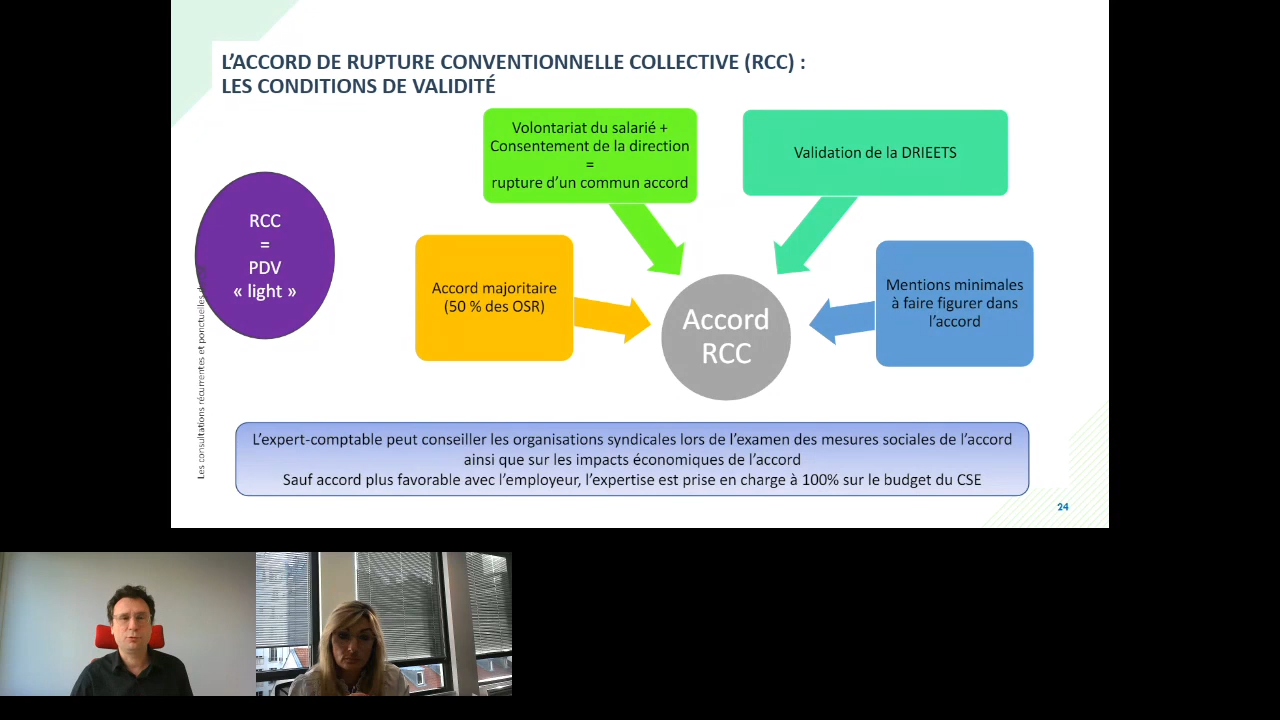 L'ACCORD DE RUPTURE CONVENTIONNELLE COLLECTIVE (RCC) :
LES CONDITIONS DE VALIDITÉ
Volontariat du salarié +
Consentement de la direction
=
rupture d'un commun accord
Validation de la DRIEETS
RCC
=
PDV
« light »
Accord majoritaire
(50 % des OSR)
Accord
RCC
Mentions minimales
à faire figurer dans
l'accord
Les consultations récurrentes et ponctuelles
L'expert-comptable peut conseiller les organisations syndicales lors de l'examen des mesures sociales de l'accord
ainsi que sur les impacts économiques de l'accord
Sauf accord plus favorable avec l'employeur, l'expertise est prise en charge à 100% sur le budget du CSE
24